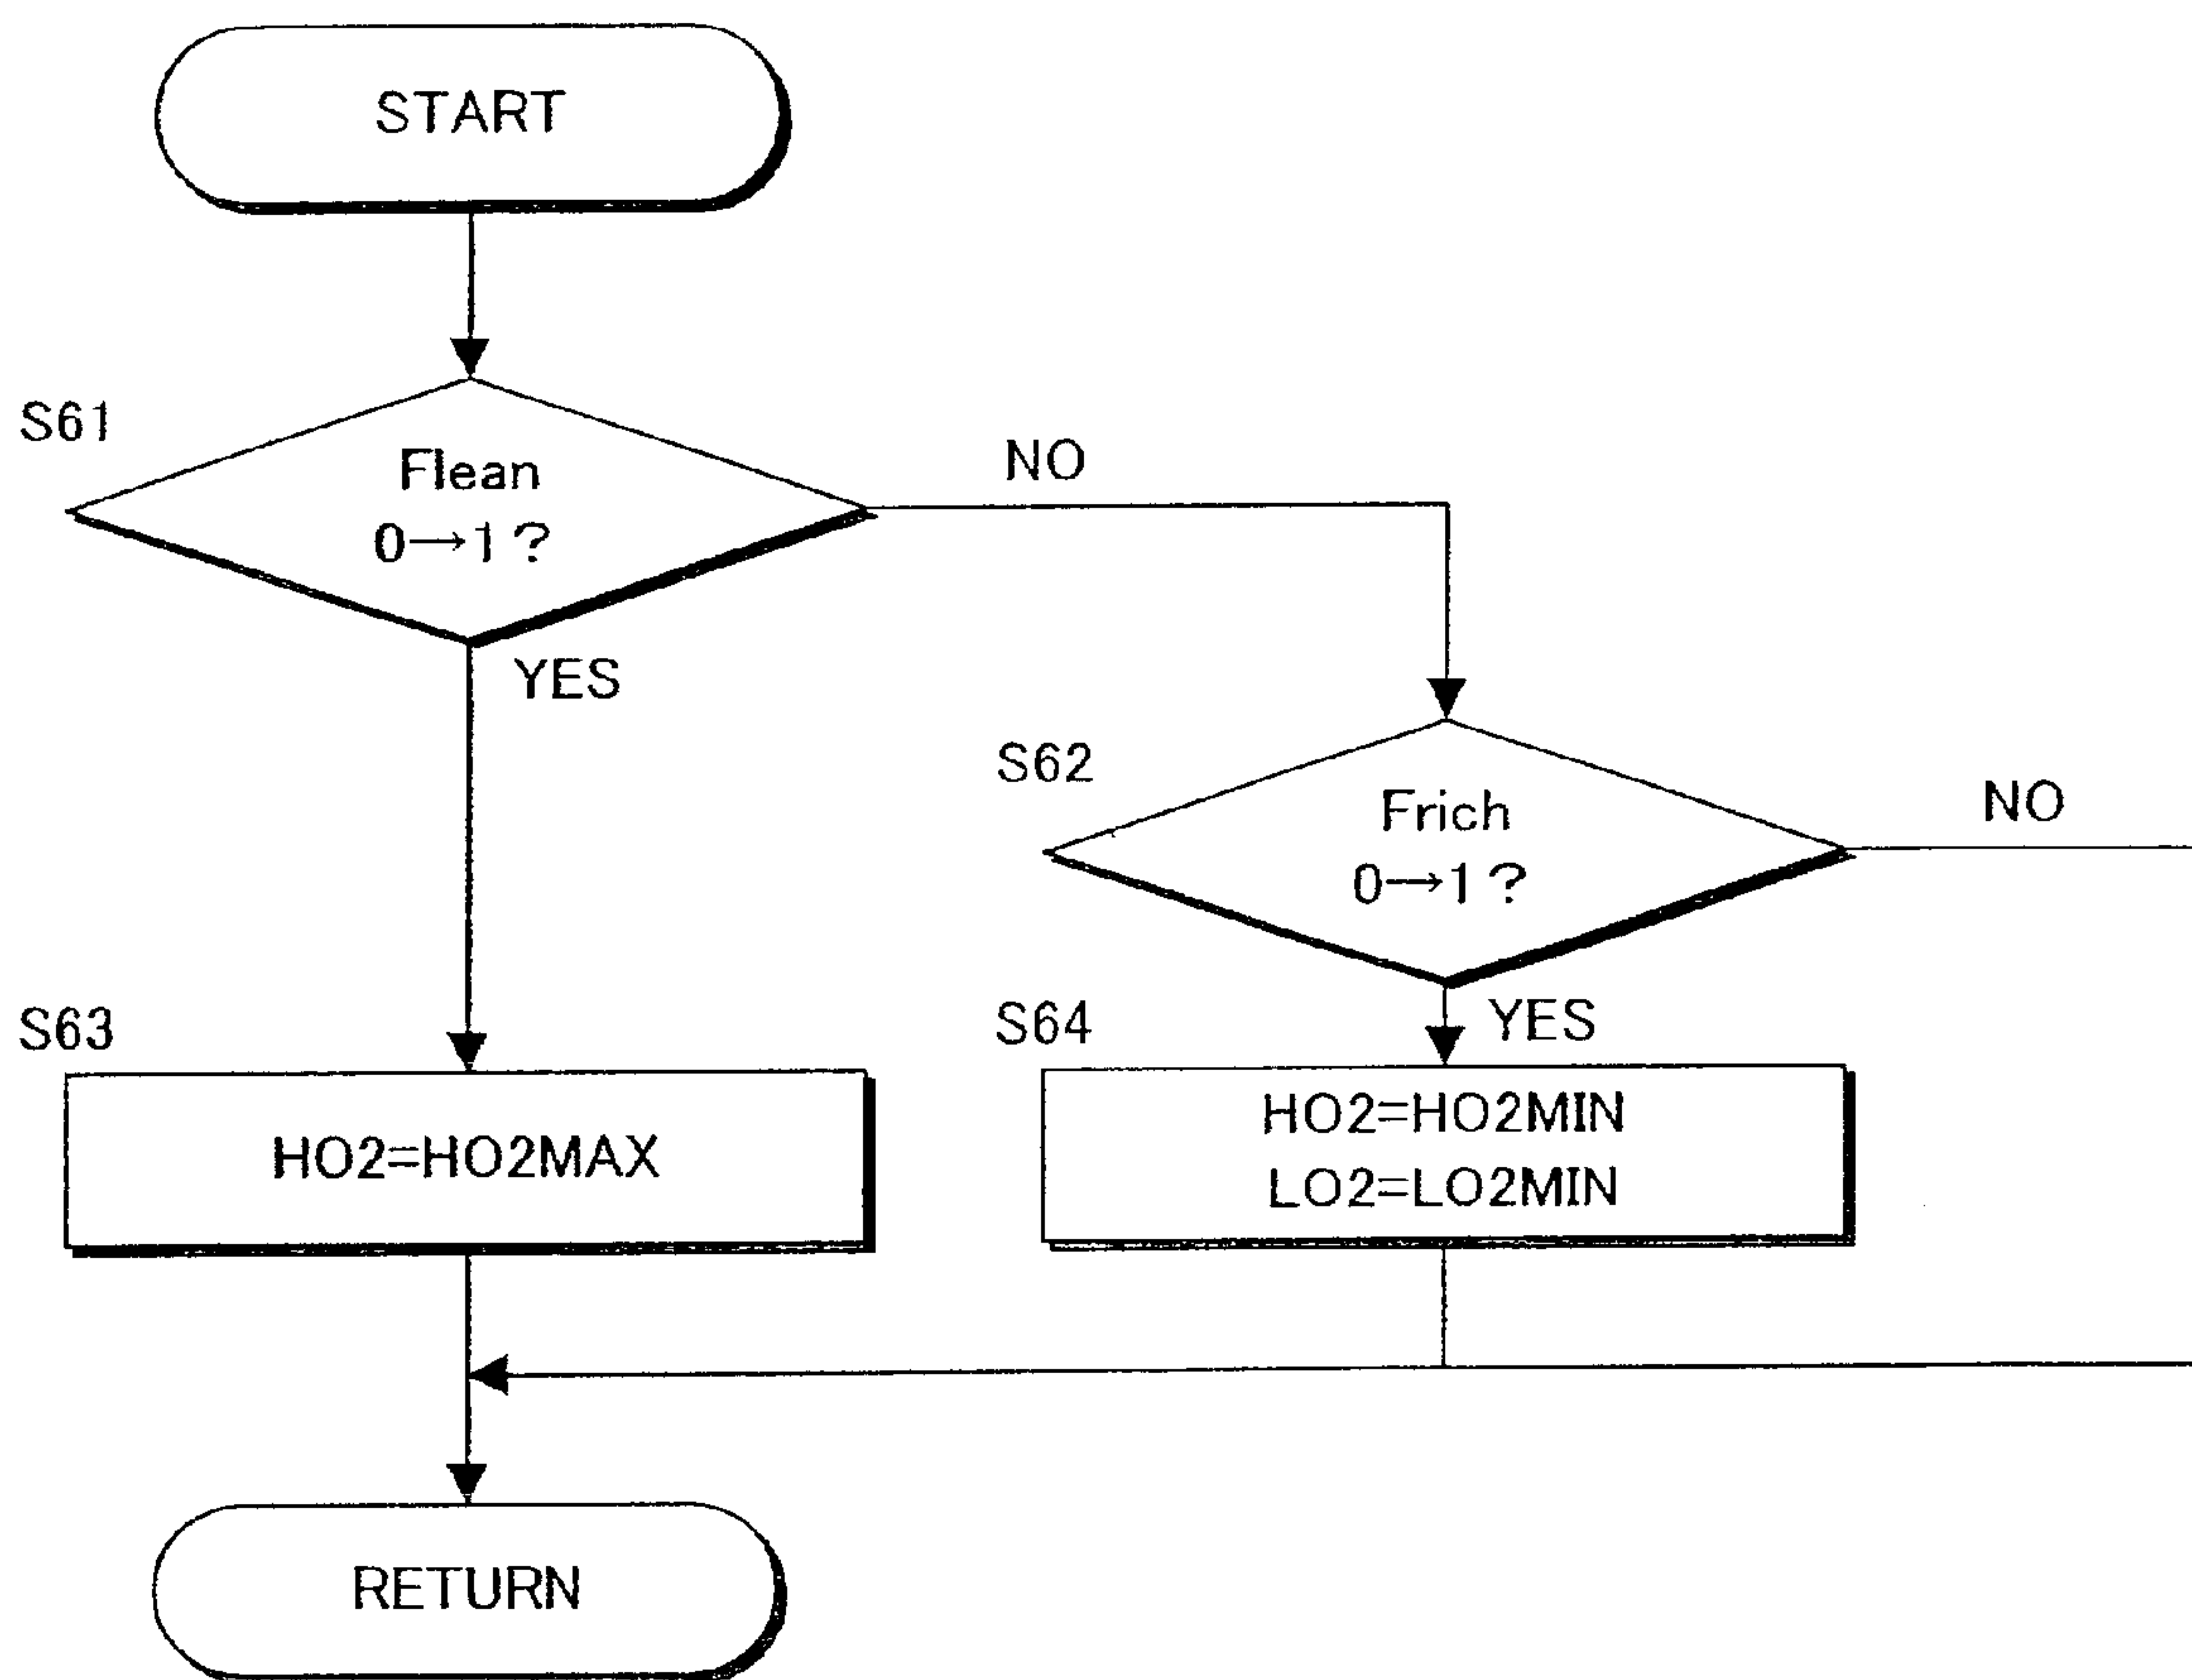 START
S61
Flean
0→1?
NO
YES
S62
Frich
0→1?
NO
YES
S63
HO2=HO2MAX
S64
HO2=HO2MIN
LO2=LO2MIN
RETURN